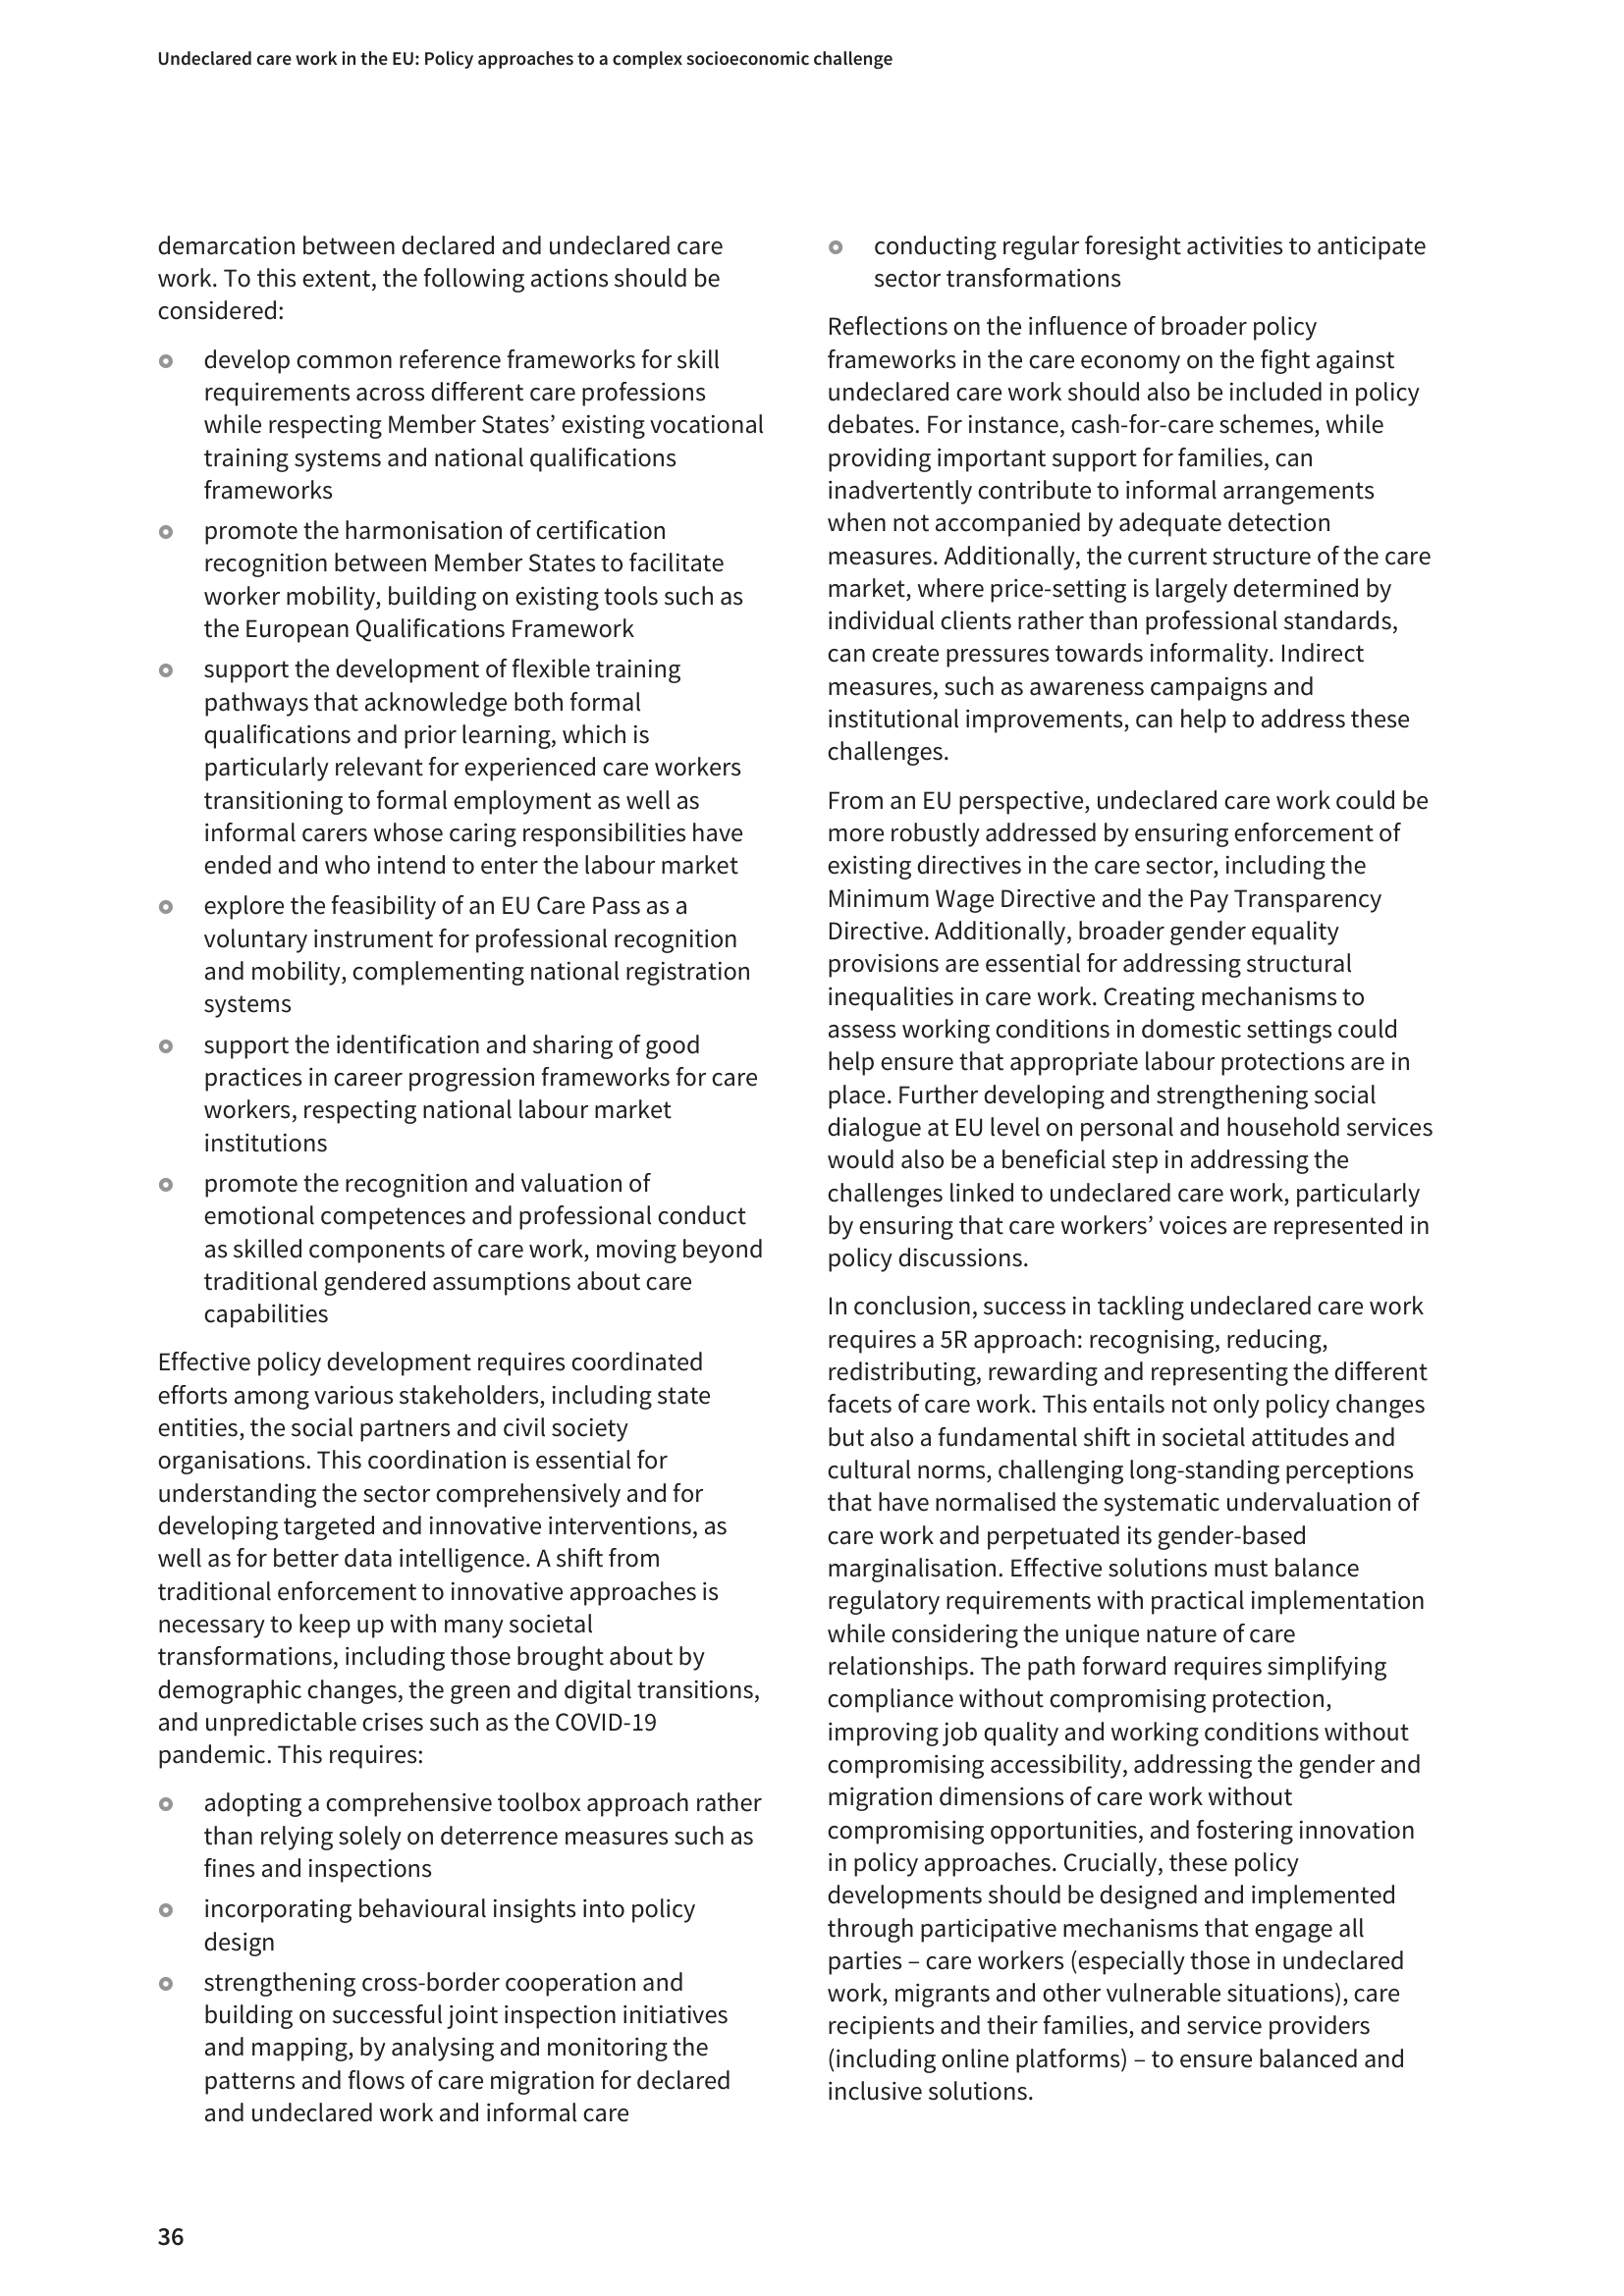 Undeclared care work in the EU: Policy approaches to a complex socioeconomic challenge
demarcation between declared and undeclared care
work. To this extent, the following actions should be
considered:
develop common reference frameworks for skill
requirements across different care professions
while respecting Member States’ existing vocational
training systems and national qualifications
frameworks
promote the harmonisation of certification
recognition between Member States to facilitate
worker mobility, building on existing tools such as
the European Qualifications Framework
support the development of flexible training
pathways that acknowledge both formal
qualifications and prior learning, which is
particularly relevant for experienced care workers
transitioning to formal employment as well as
informal carers whose caring responsibilities have
ended and who intend to enter the labour market
explore the feasibility of an EU Care Pass as a
voluntary instrument for professional recognition
and mobility, complementing national registration
systems
support the identification and sharing of good
practices in career progression frameworks for care
workers, respecting national labour market
institutions
promote the recognition and valuation of
emotional competences and professional conduct
as skilled components of care work, moving beyond
traditional gendered assumptions about care
capabilities
Effective policy development requires coordinated
efforts among various stakeholders, including state
entities, the social partners and civil society
organisations. This coordination is essential for
understanding the sector comprehensively and for
developing targeted and innovative interventions, as
well as for better data intelligence. A shift from
traditional enforcement to innovative approaches is
necessary to keep up with many societal
transformations, including those brought about by
demographic changes, the green and digital transitions,
and unpredictable crises such as the COVID-19
pandemic. This requires:
adopting a comprehensive toolbox approach rather
than relying solely on deterrence measures such as
fines and inspections
incorporating behavioural insights into policy
design
strengthening cross-border cooperation and
building on successful joint inspection initiatives
and mapping, by analysing and monitoring the
patterns and flows of care migration for declared
and undeclared work and informal care
conducting regular foresight activities to anticipate
sector transformations
Reflections on the influence of broader policy
frameworks in the care economy on the fight against
undeclared care work should also be included in policy
debates. For instance, cash-for-care schemes, while
providing important support for families, can
inadvertently contribute to informal arrangements
when not accompanied by adequate detection
measures. Additionally, the current structure of the care
market, where price-setting is largely determined by
individual clients rather than professional standards,
can create pressures towards informality. Indirect
measures, such as awareness campaigns and
institutional improvements, can help to address these
challenges.
From an EU perspective, undeclared care work could be
more robustly addressed by ensuring enforcement of
existing directives in the care sector, including the
Minimum Wage Directive and the Pay Transparency
Directive. Additionally, broader gender equality
provisions are essential for addressing structural
inequalities in care work. Creating mechanisms to
assess working conditions in domestic settings could
help ensure that appropriate labour protections are in
place. Further developing and strengthening social
dialogue at EU level on personal and household services
would also be a beneficial step in addressing the
challenges linked to undeclared care work, particularly
by ensuring that care workers’ voices are represented in
policy discussions.
In conclusion, success in tackling undeclared care work
requires a 5R approach: recognising, reducing,
redistributing, rewarding and representing the different
facets of care work. This entails not only policy changes
but also a fundamental shift in societal attitudes and
cultural norms, challenging long-standing perceptions
that have normalised the systematic undervaluation of
care work and perpetuated its gender-based
marginalisation. Effective solutions must balance
regulatory requirements with practical implementation
while considering the unique nature of care
relationships. The path forward requires simplifying
compliance without compromising protection,
improving job quality and working conditions without
compromising accessibility, addressing the gender and
migration dimensions of care work without
compromising opportunities, and fostering innovation
in policy approaches. Crucially, these policy
developments should be designed and implemented
through participative mechanisms that engage all
parties – care workers (especially those in undeclared
work, migrants and other vulnerable situations), care
recipients and their families, and service providers
(including online platforms) – to ensure balanced and
inclusive solutions.
36